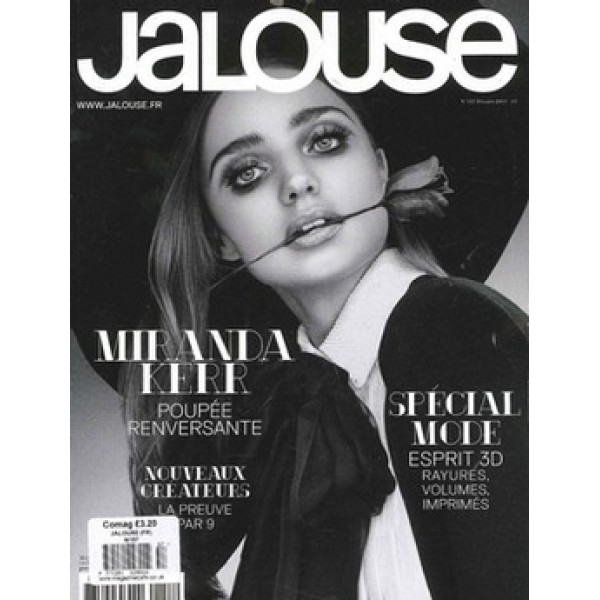 JALOUSE
WWW.JALOUSE.FR
MIRANDA
KERR
POUPÉE
RENVERSANTE
SPÉCIAL
MODE
ESPRIT 3D
RAYURES,
VOLUMES,
IMPRIMÉS
NOUVEAUX
CREATEURS
LA PREUVE
PAR 9
Comag £3.20
JALOUSE (FR)